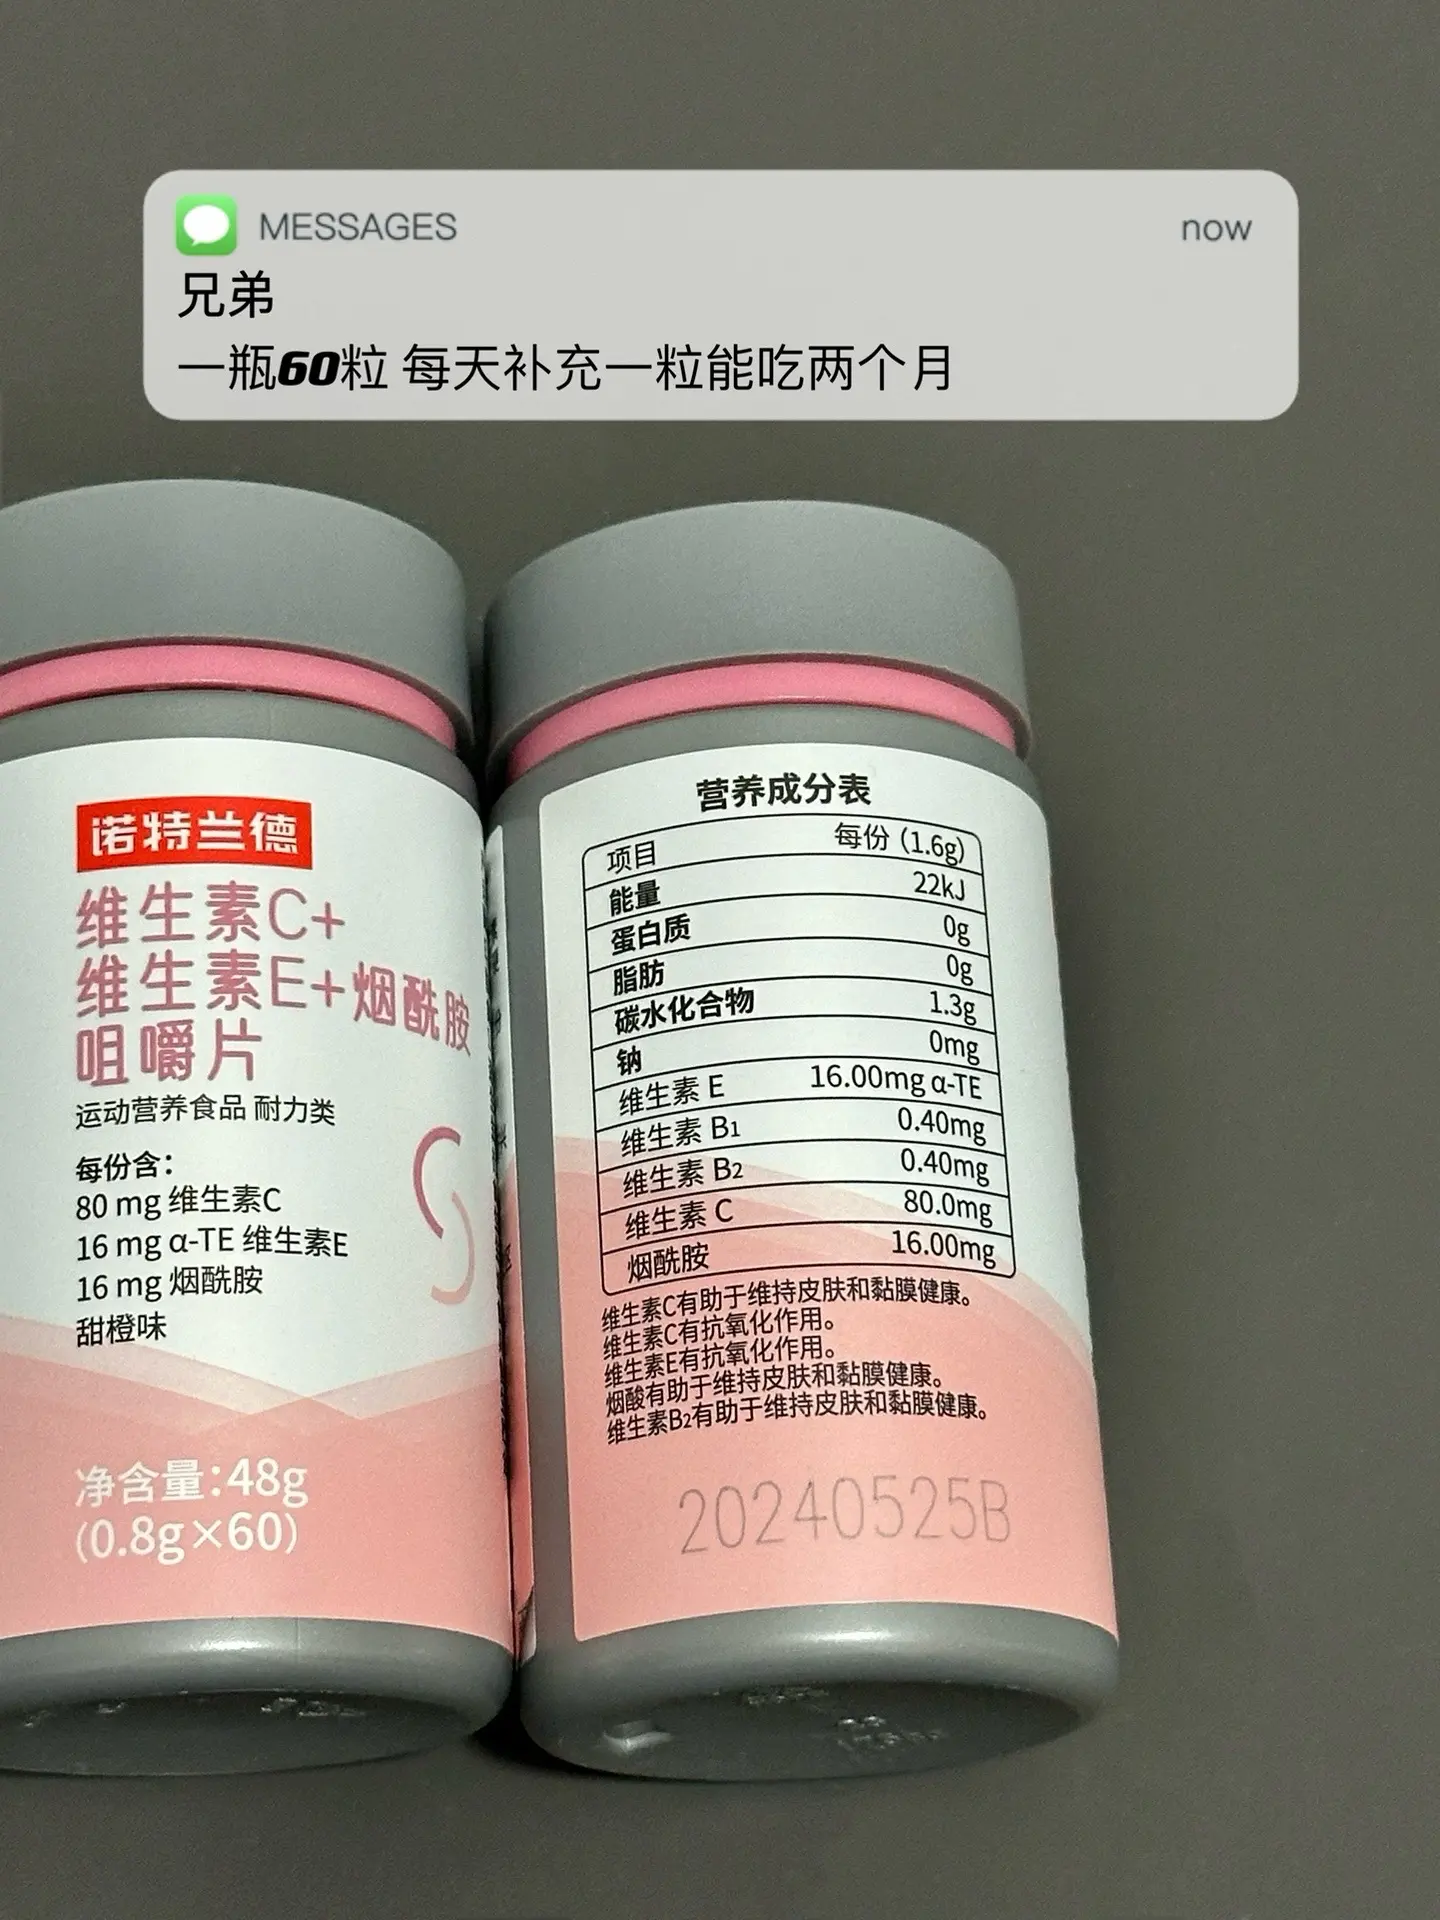 MESSAGES now
兄弟
一瓶60粒 每天补充一粒能吃两个月
诺特兰德
维生素C+
维生素E+烟酰胺
咀嚼片
运动营养食品 耐力类
每份含：
80 mg 维生素C
16 mg α-TE 维生素E
16 mg 烟酰胺
甜橙味
净含量：48g
(0.8g×60)
营养成分表
项目 每份 (1.6g)
能量 22kJ
蛋白质 0g
脂肪 0g
碳水化合物 1.3g
钠 0mg
维生素 E 16.00mg α-TE
维生素 B1 0.40mg
维生素 B2 0.40mg
维生素 C 80.0mg
烟酰胺 16.00mg
维生素C有助于维持皮肤和黏膜健康。
维生素C有抗氧化作用。
维生素E有抗氧化作用。
烟酸有助于维持皮肤和黏膜健康。
维生素B2有助于维持皮肤和黏膜健康。
20240525B